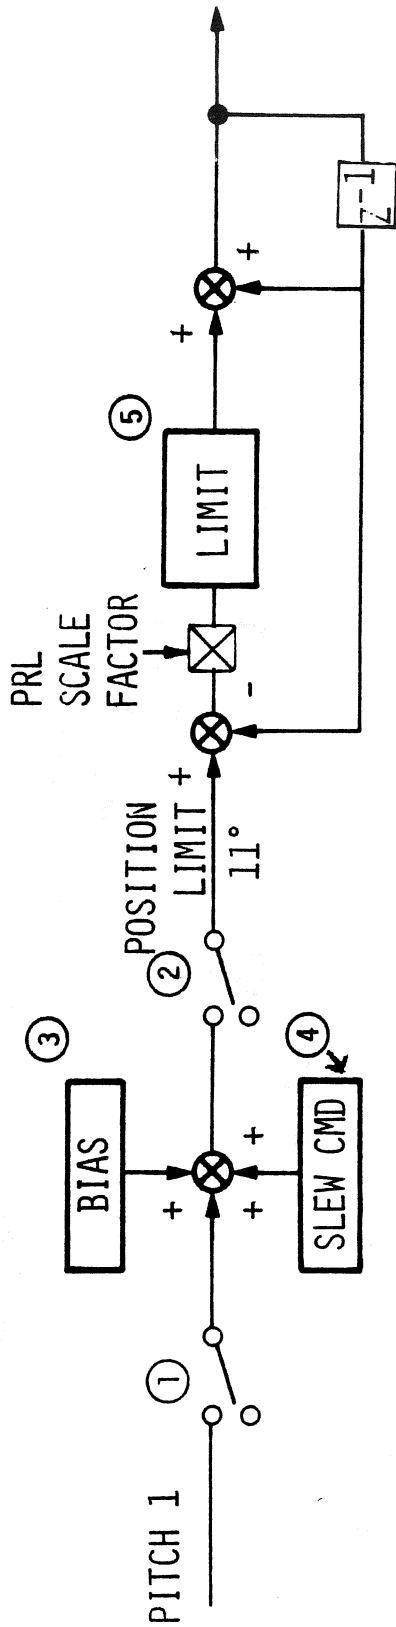 PITCH 1
1
BIAS
3
+
+
+
SLEW CMD
4
2
POSITION
LIMIT
11°
+
-
PRL
SCALE
FACTOR
LIMIT
5
+
+
Z-1